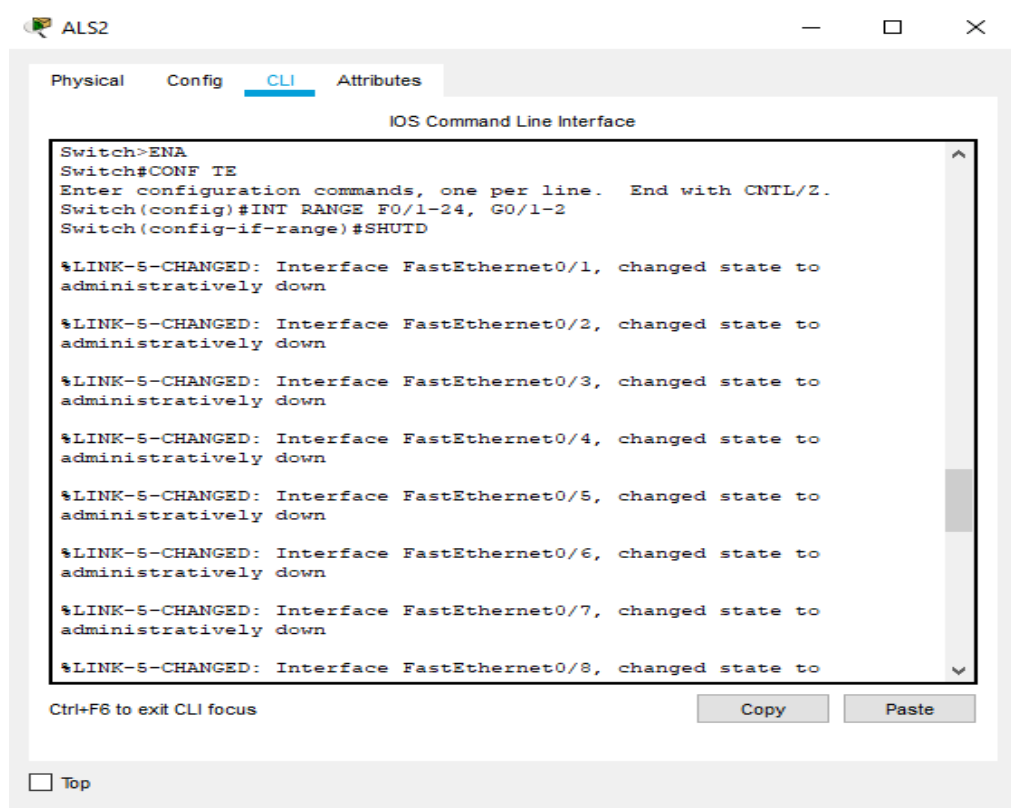 ALS2
Physical Config CLI Attributes
IOS Command Line Interface
Switch>ENA
Switch#CONF TE
Enter configuration commands, one per line.  End with CNTL/Z.
Switch(config)#INT RANGE F0/1-24, G0/1-2
Switch(config-if-range)#SHUTD
%LINK-5-CHANGED: Interface FastEthernet0/1, changed state to
administratively down
%LINK-5-CHANGED: Interface FastEthernet0/2, changed state to
administratively down
%LINK-5-CHANGED: Interface FastEthernet0/3, changed state to
administratively down
%LINK-5-CHANGED: Interface FastEthernet0/4, changed state to
administratively down
%LINK-5-CHANGED: Interface FastEthernet0/5, changed state to
administratively down
%LINK-5-CHANGED: Interface FastEthernet0/6, changed state to
administratively down
%LINK-5-CHANGED: Interface FastEthernet0/7, changed state to
administratively down
%LINK-5-CHANGED: Interface FastEthernet0/8, changed state to
Ctrl+F6 to exit CLI focus Copy Paste
Top